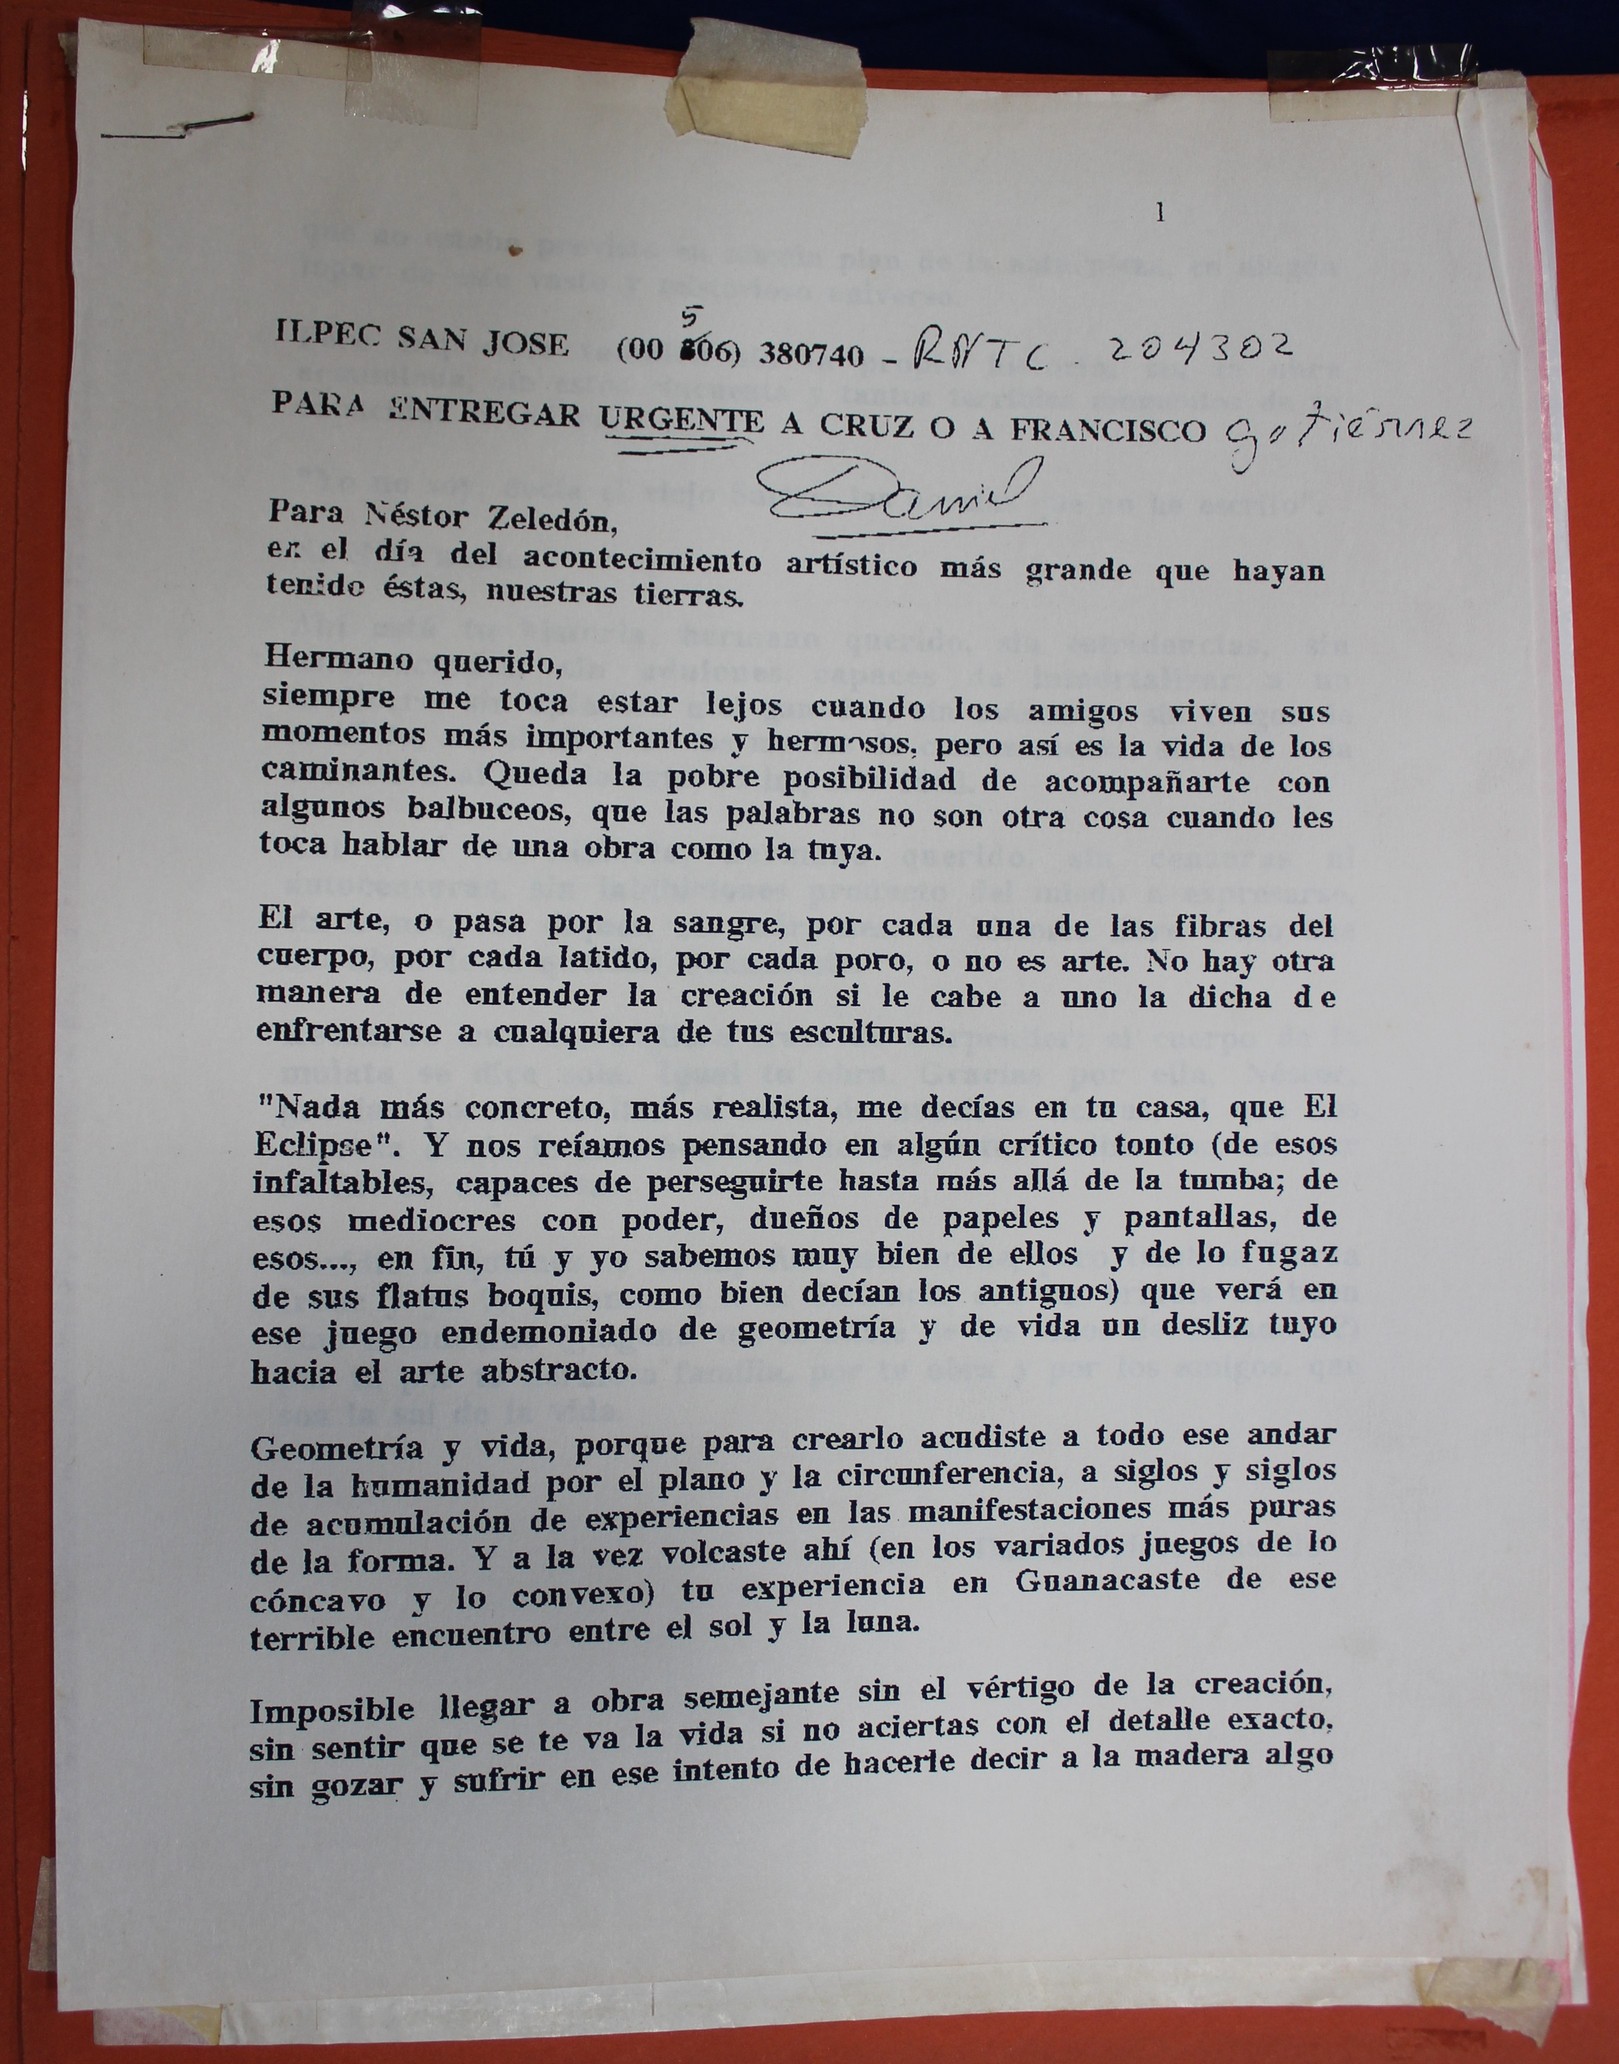 1
ILPEC SAN JOSE (00 506) 380740 - RNTC - 204302
PARA ENTREGAR URGENTE A CRUZ O A FRANCISCO Gutiérrez
Daniel
Para Néstor Zeledón,
en el día del acontecimiento artístico más grande que hayan
tenido éstas, nuestras tierras.
Hermano querido,
siempre me toca estar lejos cuando los amigos viven sus
momentos más importantes y hermosos, pero así es la vida de los
caminantes. Queda la pobre posibilidad de acompañarte con
algunos balbuceos, que las palabras no son otra cosa cuando les
toca hablar de una obra como la tuya.
El arte, o pasa por la sangre, por cada una de las fibras del
cuerpo, por cada latido, por cada poro, o no es arte. No hay otra
manera de entender la creación si le cabe a uno la dicha de
enfrentarse a cualquiera de tus esculturas.
"Nada más concreto, más realista, me decías en tu casa, que El
Eclipse". Y nos reíamos pensando en algún crítico tonto (de esos
infaltables, capaces de perseguirte hasta más allá de la tumba; de
esos mediocres con poder, dueños de papeles y pantallas, de
esos..., en fin, tú y yo sabemos muy bien de ellos y de lo fugaz
de sus flatus boquis, como bien decían los antiguos) que verá en
ese juego endemoniado de geometría y de vida un desliz tuyo
hacia el arte abstracto.
Geometría y vida, porque para crearlo acudiste a todo ese andar
de la humanidad por el plano y la circunferencia, a siglos y siglos
de acumulación de experiencias en las manifestaciones más puras
de la forma. Y a la vez volcaste ahí (en los variados juegos de lo
cóncavo y lo convexo) tu experiencia en Guanacaste de ese
terrible encuentro entre el sol y la luna.
Imposible llegar a obra semejante sin el vértigo de la creación,
sin sentir que se te va la vida si no aciertas con el detalle exacto,
sin gozar y sufrir en ese intento de hacerle decir a la madera algo